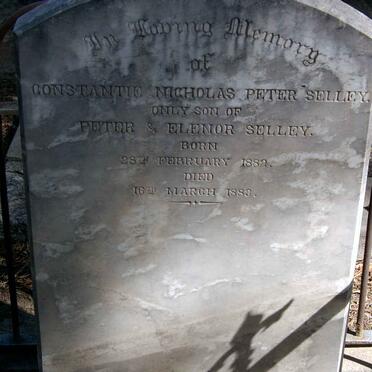 In Loving Memory
of
CONSTANTIE NICHOLAS PETER SELLEY.
ONLY SON OF
PETER & ELENOR SELLEY.
BORN
28TH FEBRUARY 1882.
DIED
16TH MARCH 1883.